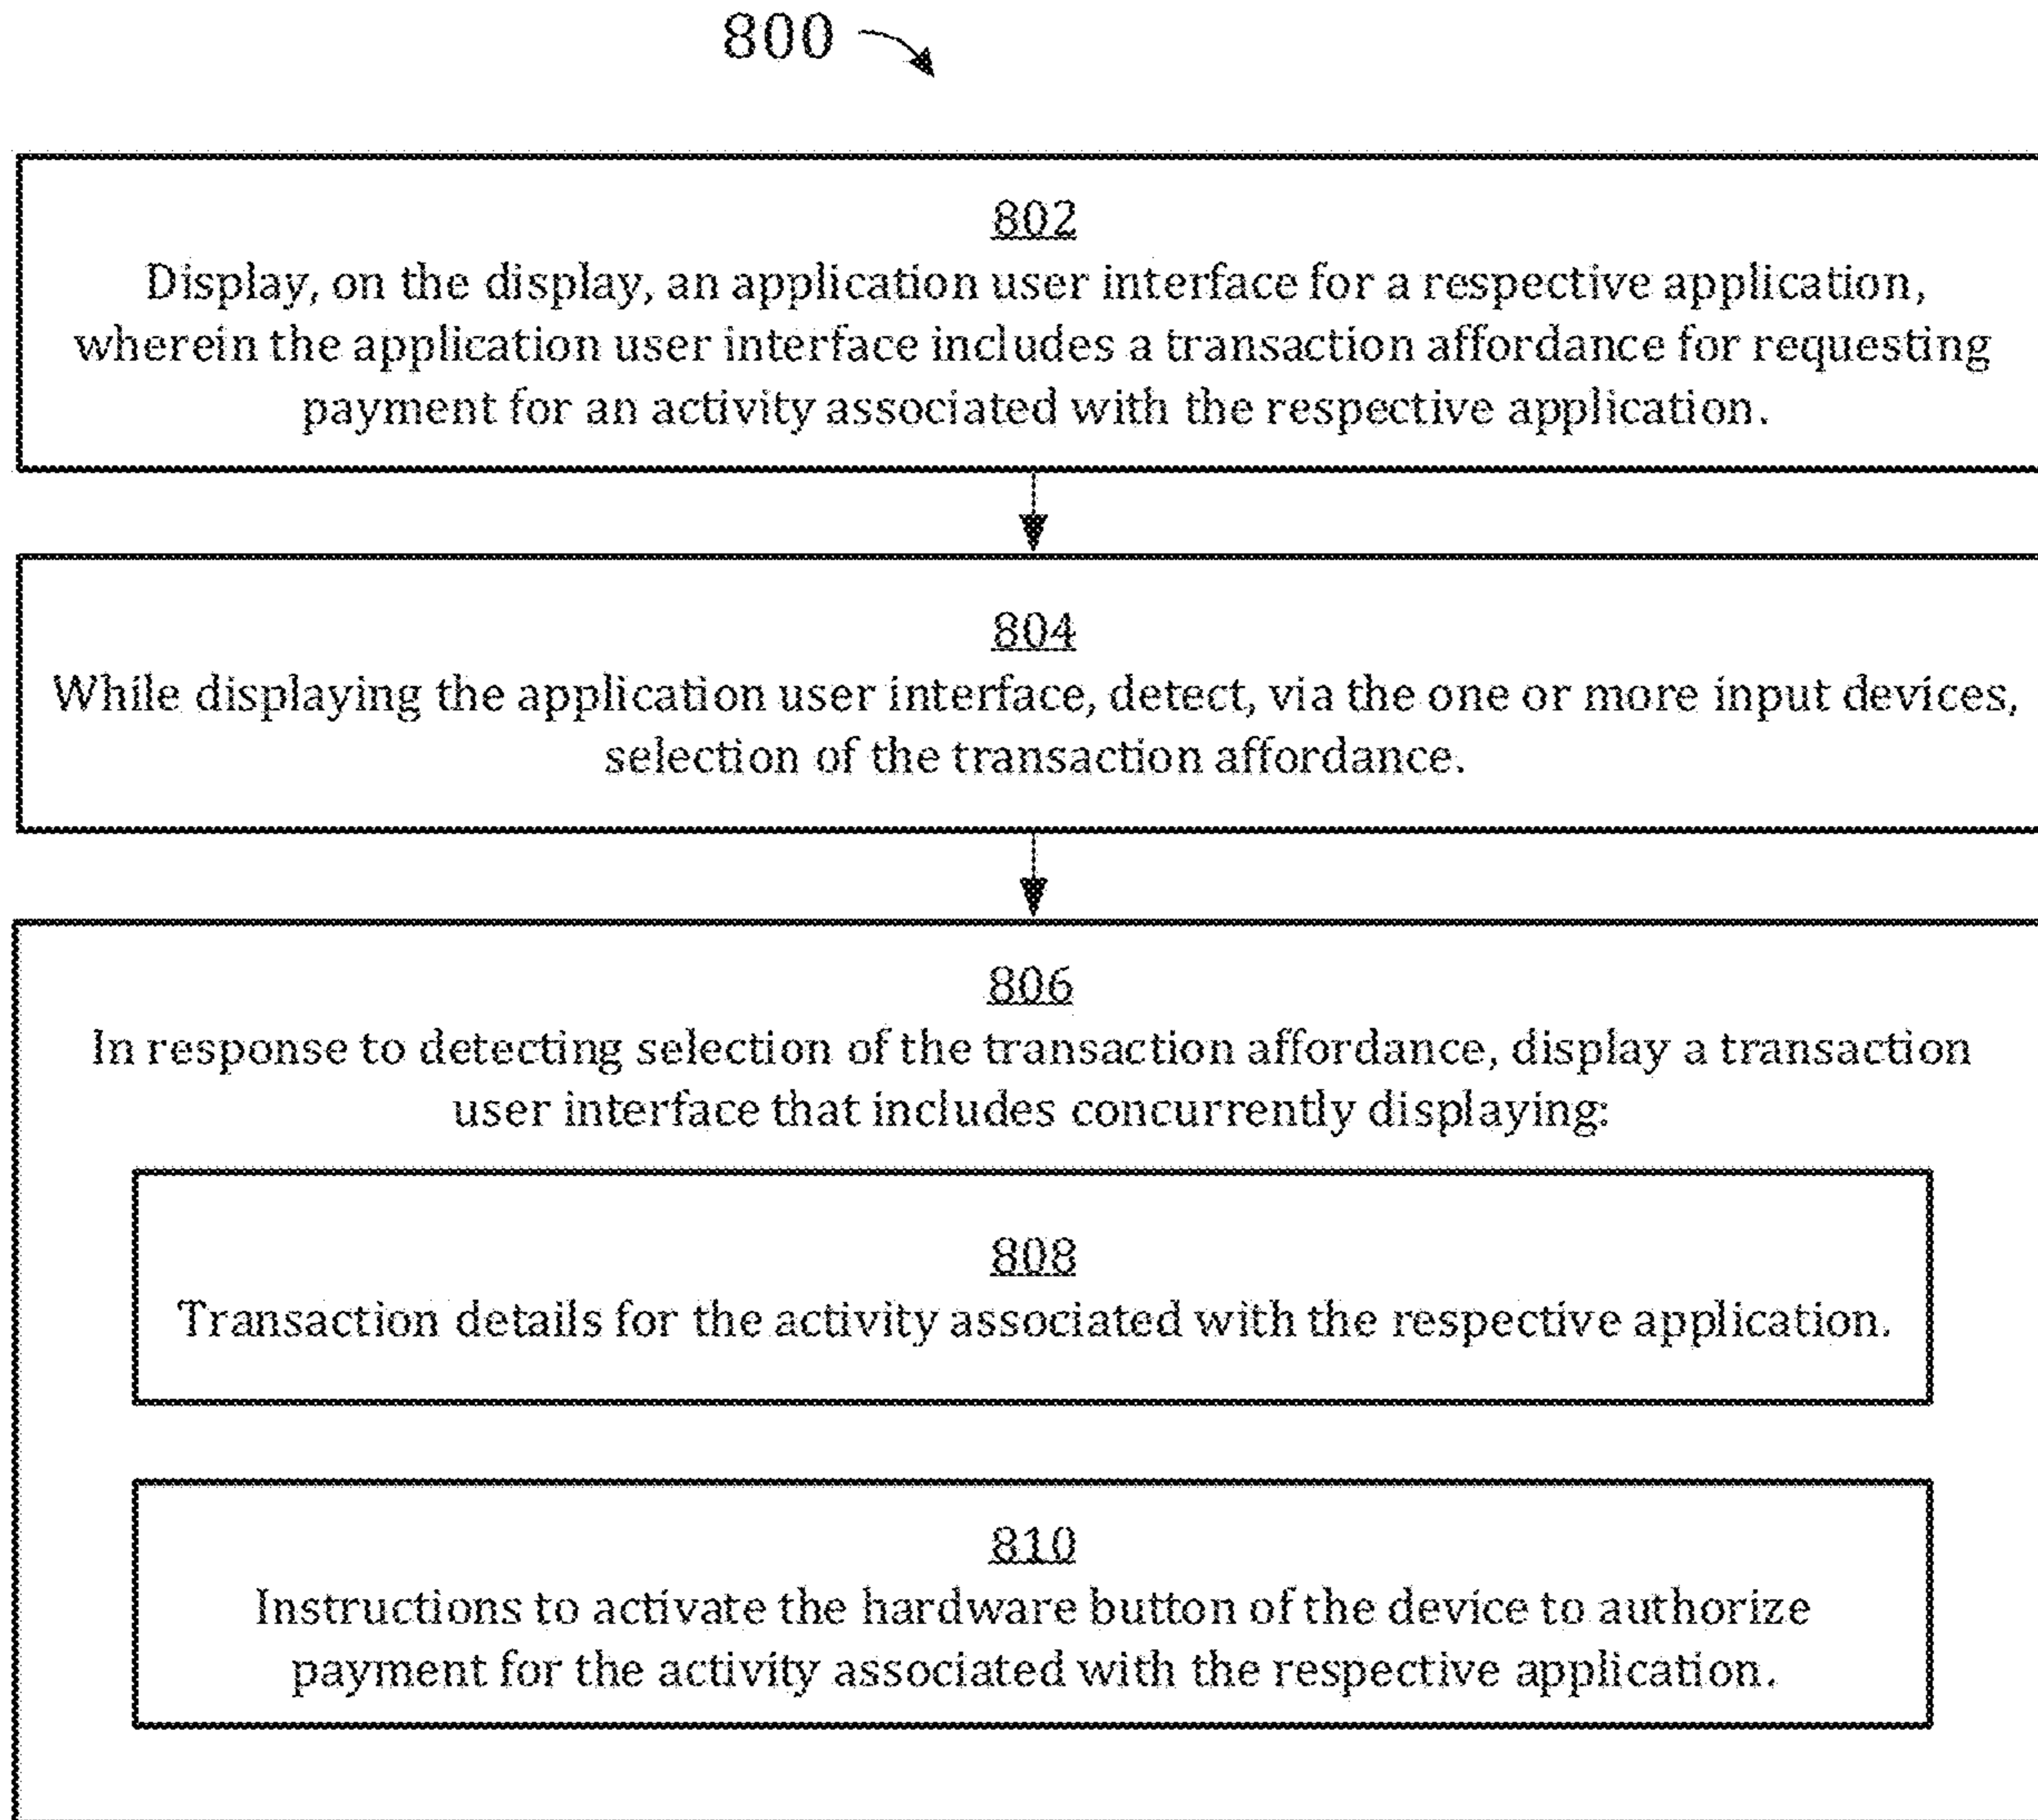 800
802
Display, on the display, an application user interface for a respective application,
wherein the application user interface includes a transaction affordance for requesting
payment for an activity associated with the respective application.
804
While displaying the application user interface, detect, via the one or more input devices,
selection of the transaction affordance.
806
In response to detecting selection of the transaction affordance, display a transaction
user interface that includes concurrently displaying:
808
Transaction details for the activity associated with the respective application.
810
Instructions to activate the hardware button of the device to authorize
payment for the activity associated with the respective application.